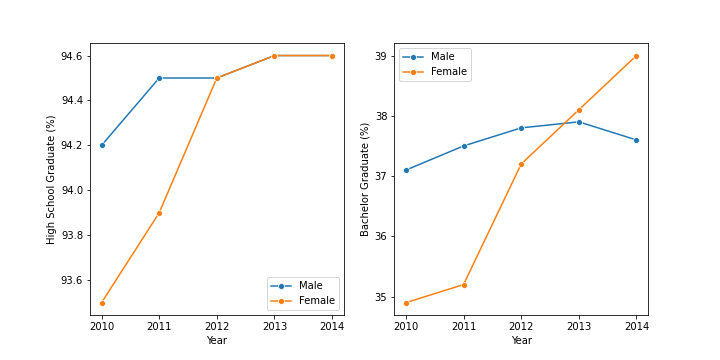 High School Graduate (%)
94.6
94.4
94.2
94.0
93.8
93.6
2010 2011 2012 2013 2014
Year
Male
Female
Bachelor Graduate (%)
39
38
37
36
35
2010 2011 2012 2013 2014
Year
Male
Female